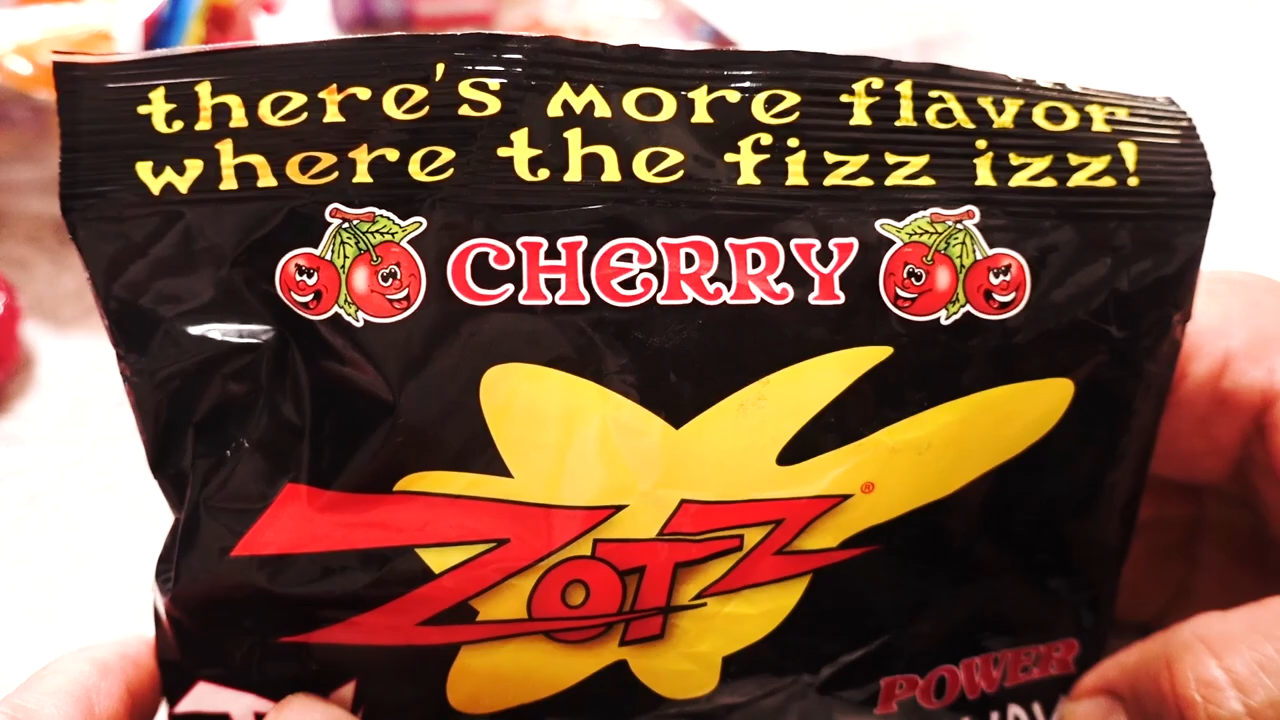 there's more flavor
where the fizz izz!
CHERRY
ZOTZ®
POWER